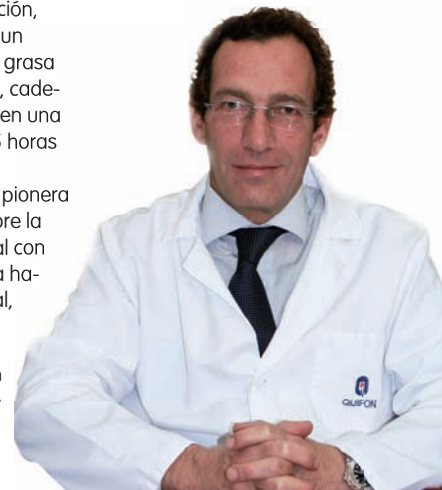 ción,
un
grasa
, cade-
en una
horas
pionera
bre la
al con
a ha-
al,
QUIFON